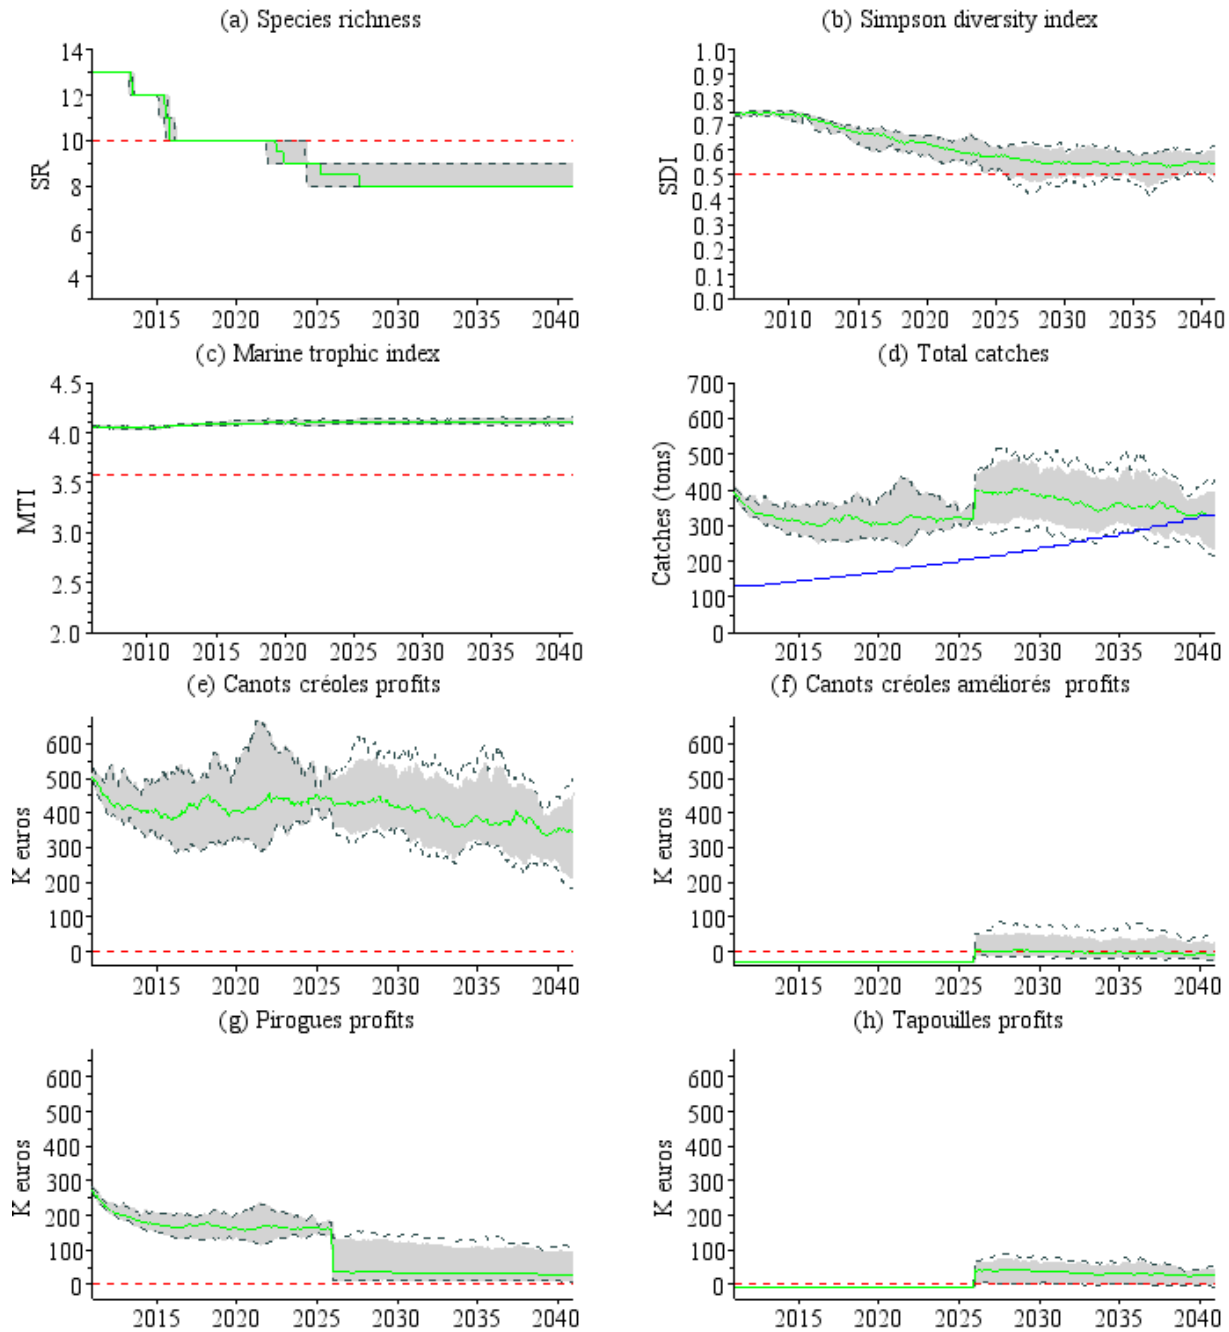 (a) Species richness
14
12
10
8
6
4
SR
2015 2020 2025 2030 2035 2040
(b) Simpson diversity index
1.0
0.9
0.8
0.7
0.6
0.5
0.4
0.3
0.2
0.1
0.0
SDI
2010 2015 2020 2025 2030 2035 2040
(c) Marine trophic index
4.5
4.0
3.5
3.0
2.5
2.0
MTI
2010 2015 2020 2025 2030 2035 2040
(d) Total catches
700
600
500
400
300
200
100
0
Catches (tons)
2015 2020 2025 2030 2035 2040
(e) Canots créoles profits
600
500
400
300
200
100
0
K euros
2015 2020 2025 2030 2035 2040
(f) Canots créoles améliorés profits
600
500
400
300
200
100
0
K euros
2015 2020 2025 2030 2035 2040
(g) Pirogues profits
600
500
400
300
200
100
0
K euros
2015 2020 2025 2030 2035 2040
(h) Tapouilles profits
600
500
400
300
200
100
0
K euros
2015 2020 2025 2030 2035 2040